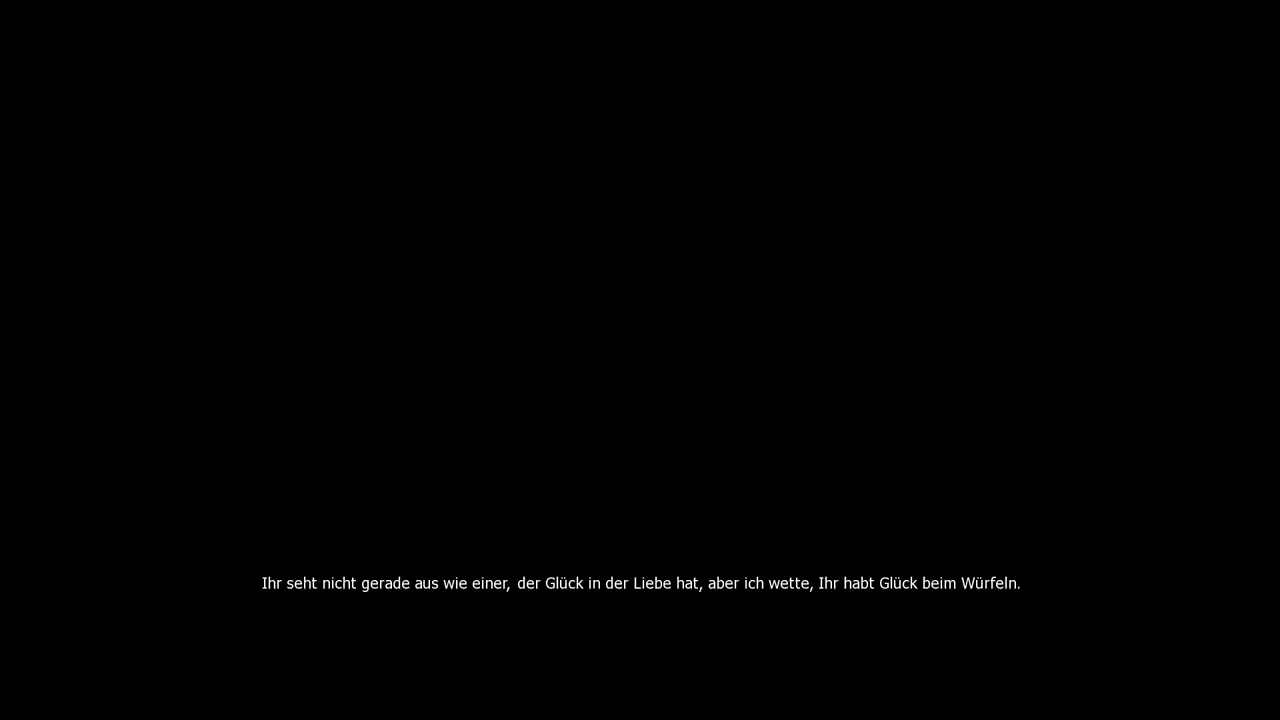 Ihr seht nicht gerade aus wie einer, der Glück in der Liebe hat, aber ich wette, Ihr habt Glück beim Würfeln.